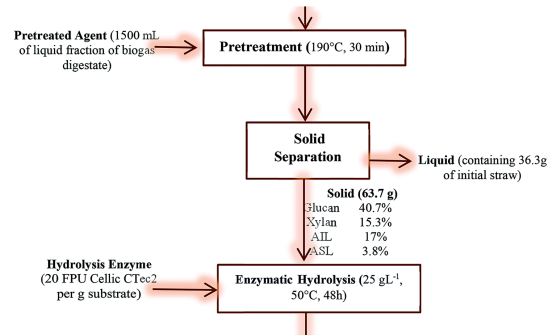 Pretreated Agent (1500 mL
of liquid fraction of biogas
digestate)
Pretreatment (190°C, 30 min)
Solid
Separation
Liquid (containing 36.3g
of initial straw)
Solid (63.7 g)
Glucan 40.7%
Xylan 15.3%
AIL 17%
ASL 3.8%
Hydrolysis Enzyme
(20 FPU Cellic CTec2
per g substrate)
Enzymatic Hydrolysis (25 gL⁻¹,
50°C, 48h)